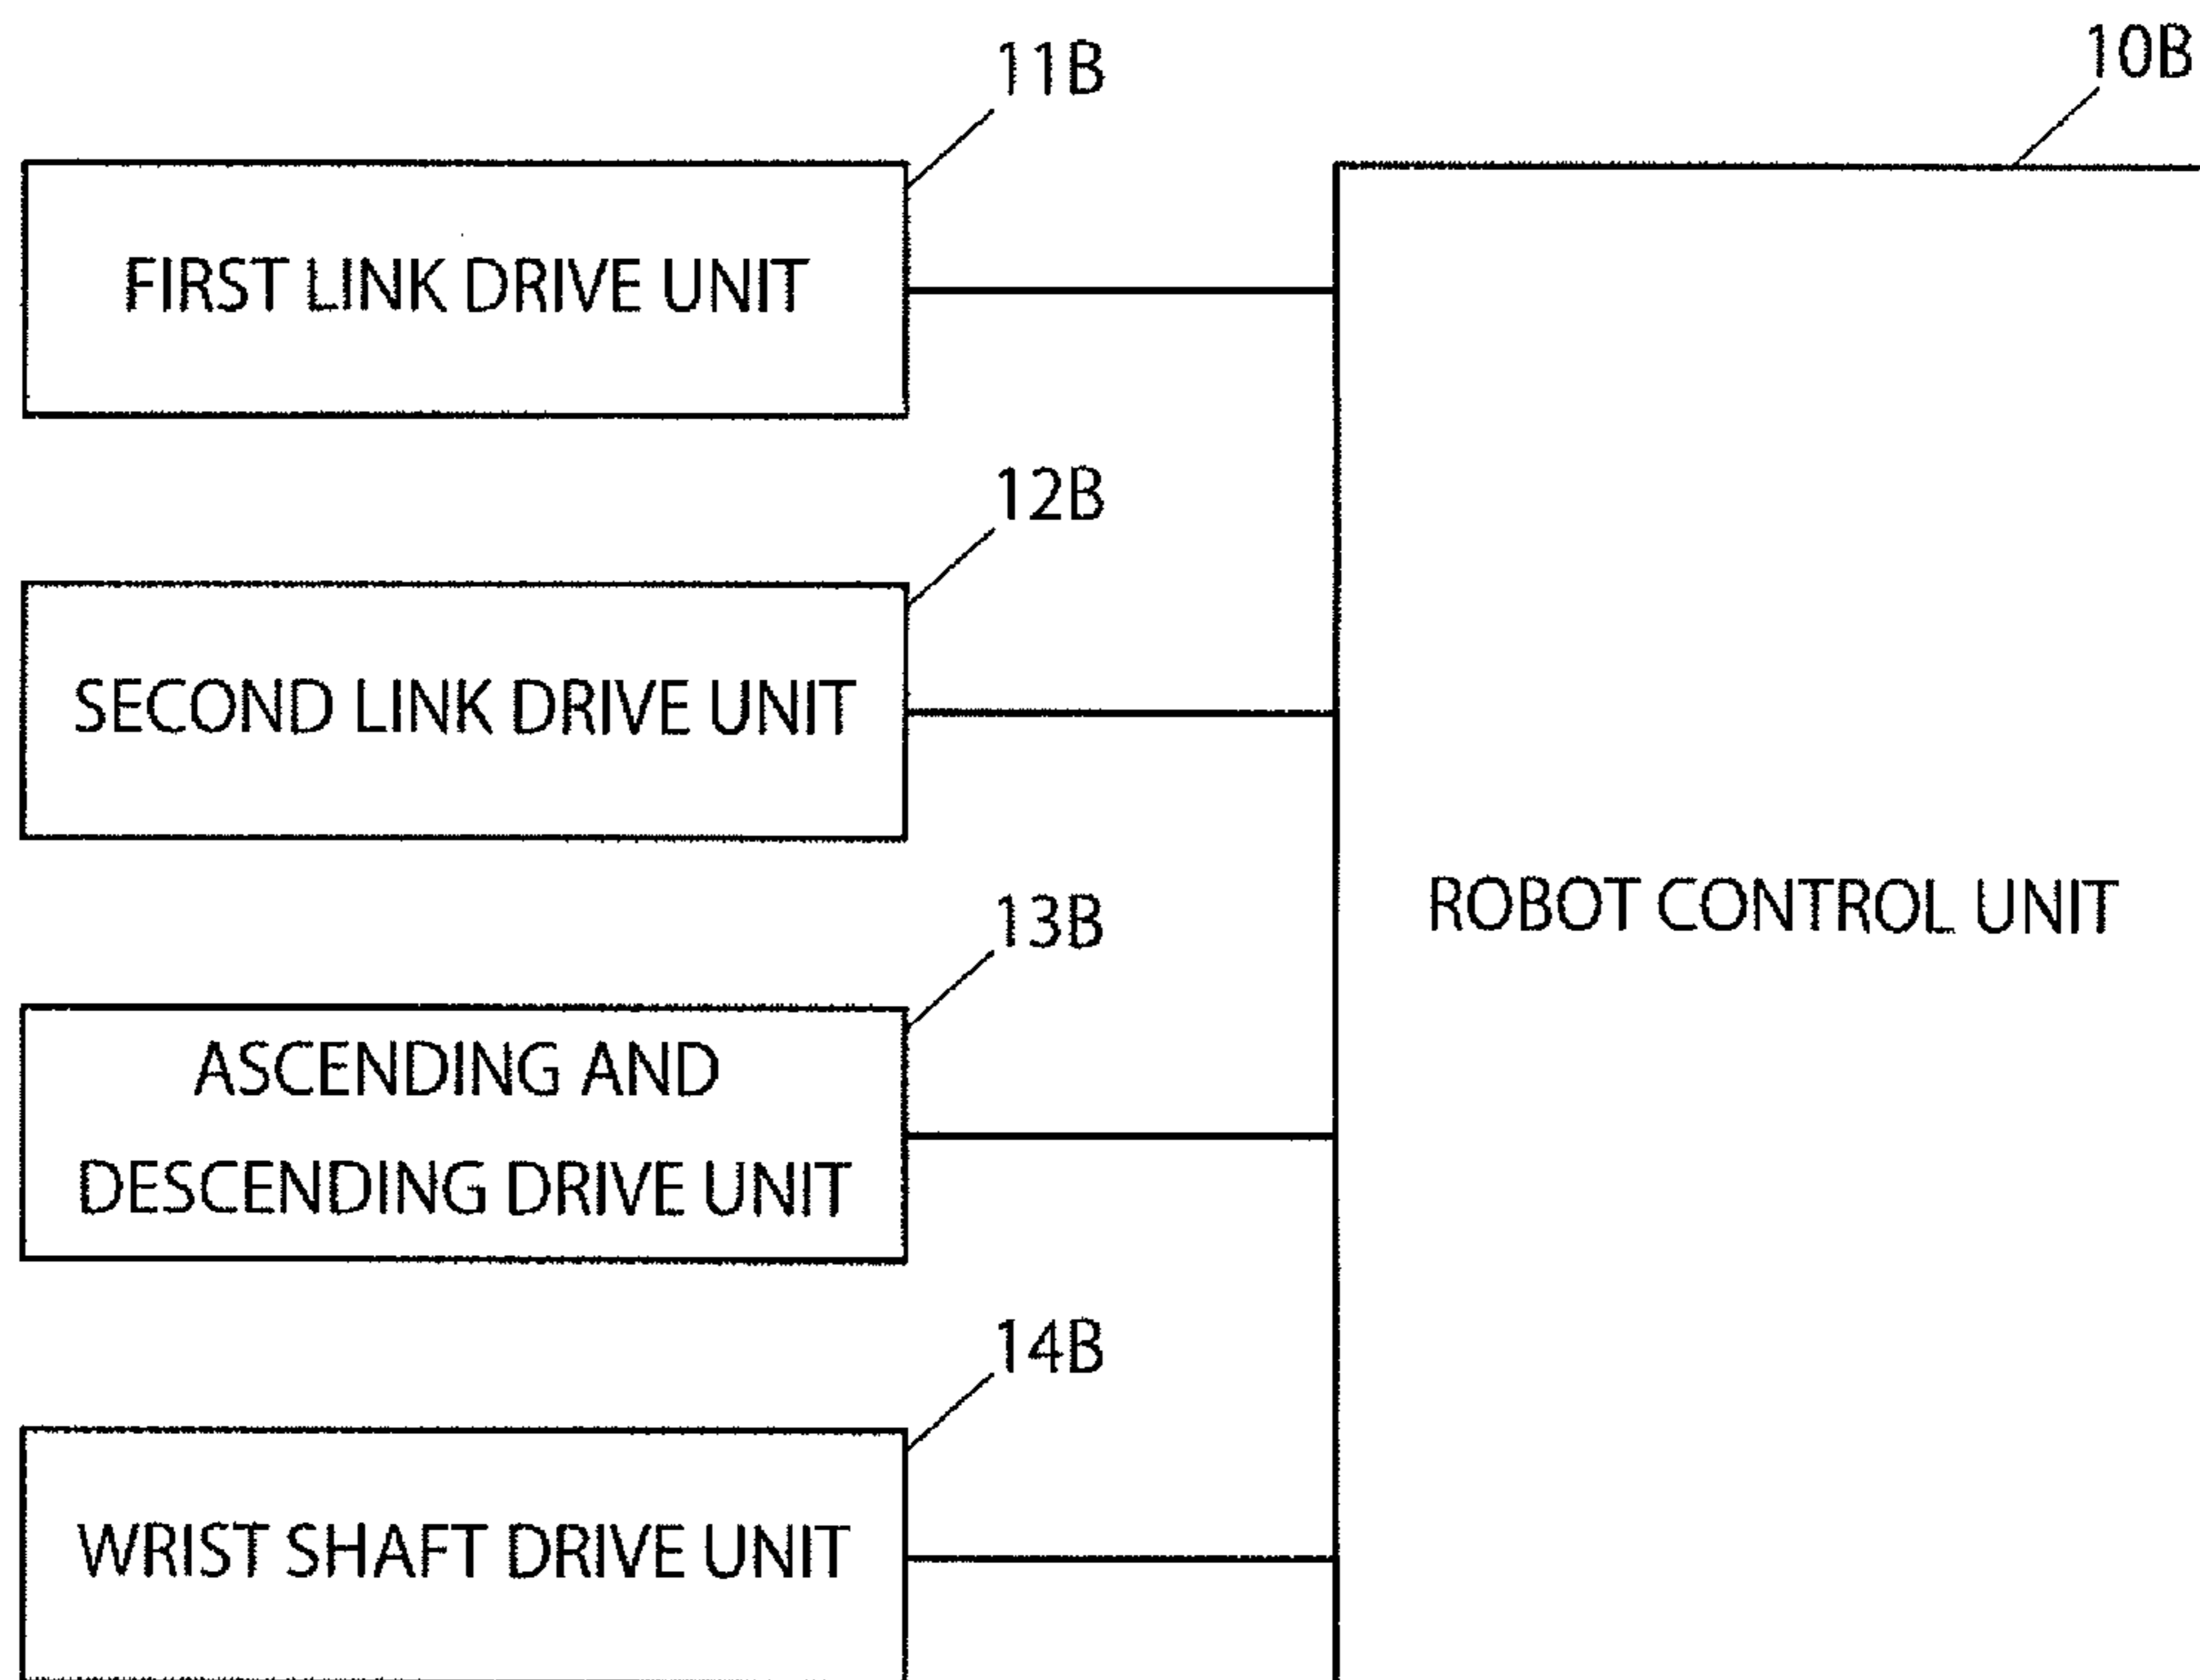 11B
10B
FIRST LINK DRIVE UNIT
12B
SECOND LINK DRIVE UNIT
ROBOT CONTROL UNIT
13B
ASCENDING AND
DESCENDING DRIVE UNIT
14B
WRIST SHAFT DRIVE UNIT